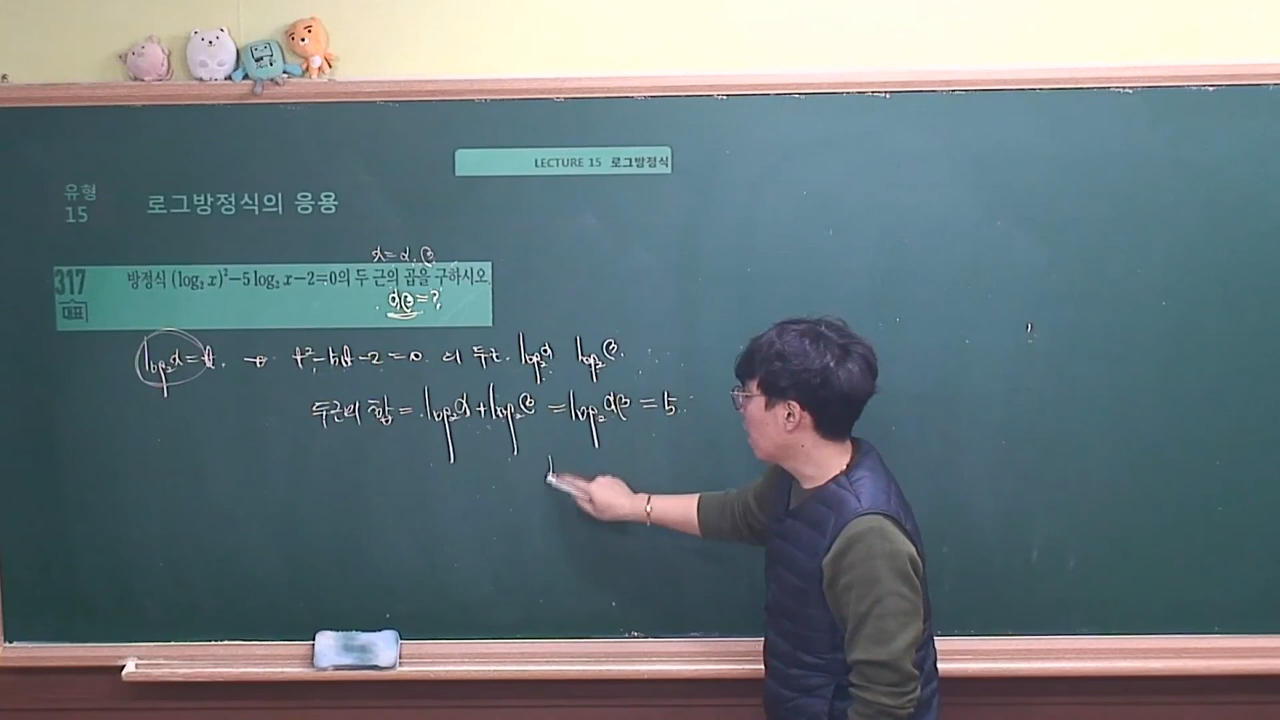 LECTURE 15 로그방정식
유형
15
로그방정식의 응용
x=α, β
317
대표
방정식 (log₂x)²−5log₂x−2=0의 두 근의 곱을 구하시오.
αβ=?
log₂x=t. → t²−5t−2=0 의 두근. log₂α log₂β.
두근의 합 = log₂α+log₂β =log₂αβ =5.